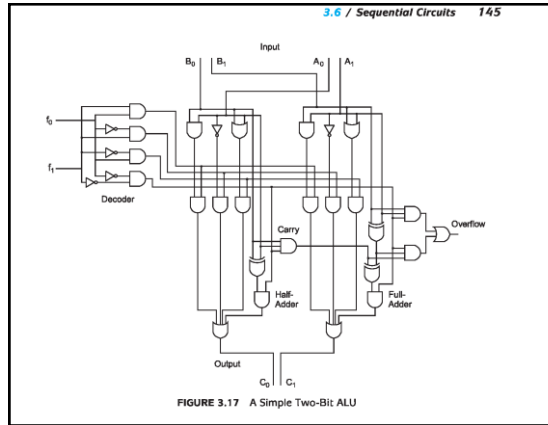 3.6 / Sequential Circuits 145
Input
B0 B1 A0 A1
f0
f1
Decoder
Carry
Overflow
Half-
Adder
Full-
Adder
Output
C0 C1
FIGURE 3.17 A Simple Two-Bit ALU